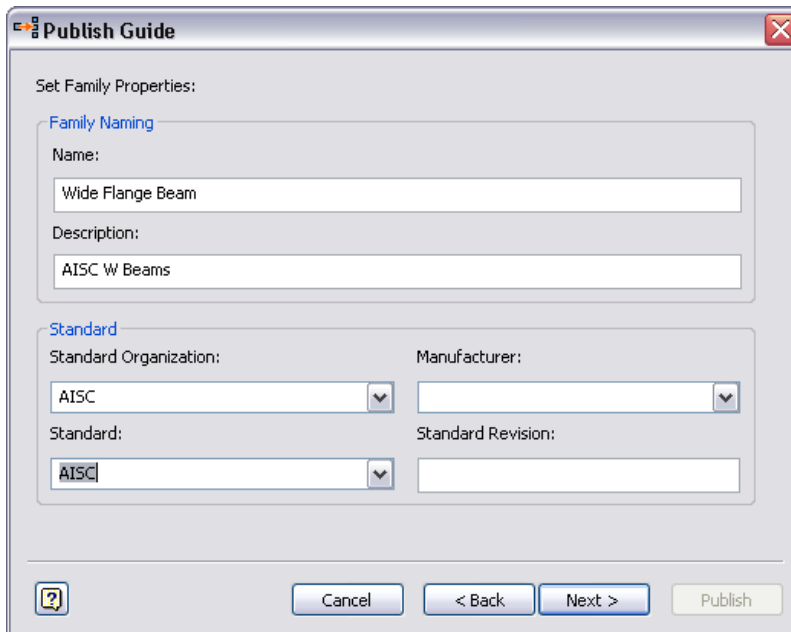 Publish Guide
Set Family Properties:
Family Naming
Name:
Wide Flange Beam
Description:
AISC W Beams
Standard
Standard Organization:
Manufacturer:
AISC
Standard:
Standard Revision:
AISC
Cancel
< Back
Next >
Publish